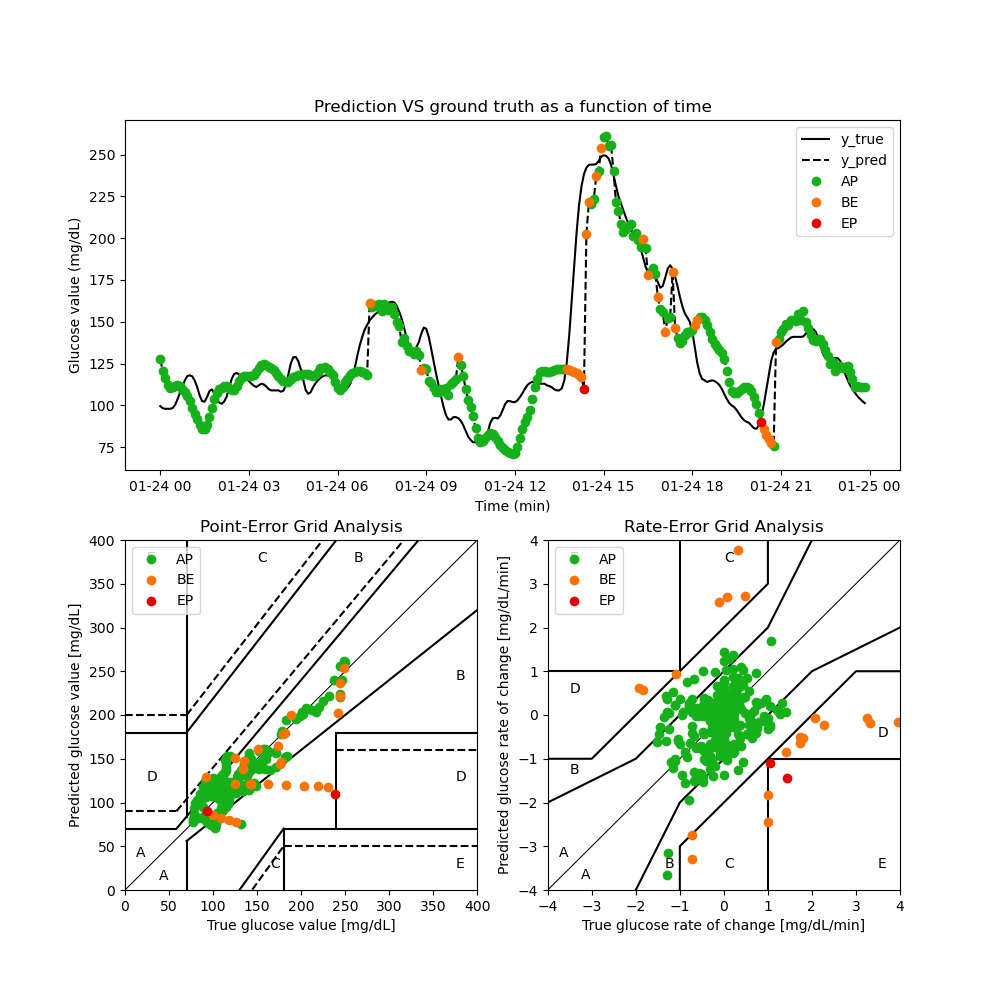 Prediction VS ground truth as a function of time
Glucose value (mg/dL)
250
225
200
175
150
125
100
75
y_true
y_pred
AP
BE
EP
01-24 00 01-24 03 01-24 06 01-24 09 01-24 12 01-24 15 01-24 18 01-24 21 01-25 00
Time (min)
Point-Error Grid Analysis
Predicted glucose value [mg/dL]
400
350
300
250
200
150
100
50
0
AP
BE
EP
C
B
B
D
D
A
A
C
E
0 50 100 150 200 250 300 350 400
True glucose value [mg/dL]
Rate-Error Grid Analysis
Predicted glucose rate of change [mg/dL/min]
4
3
2
1
0
−1
−2
−3
−4
AP
BE
EP
C
D
D
B
A
A
B
C
E
−4 −3 −2 −1 0 1 2 3 4
True glucose rate of change [mg/dL/min]